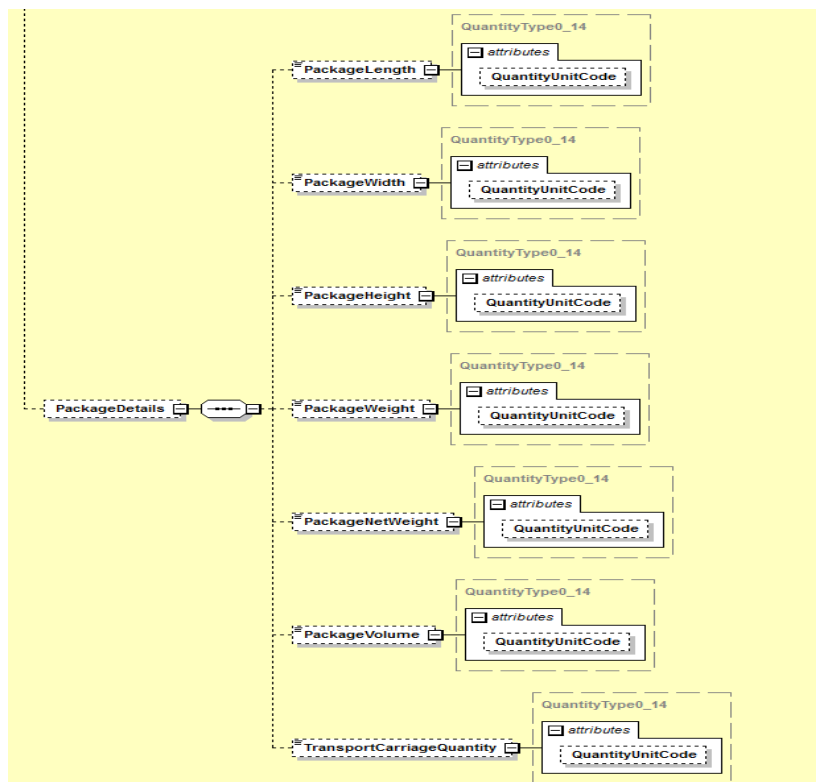 QuantityType0_14
attributes
PackageLength
QuantityUnitCode
QuantityType0_14
attributes
PackageWidth
QuantityUnitCode
QuantityType0_14
attributes
PackageHeight
QuantityUnitCode
QuantityType0_14
attributes
PackageDetails
PackageWeight
QuantityUnitCode
QuantityType0_14
attributes
PackageNetWeight
QuantityUnitCode
QuantityType0_14
attributes
PackageVolume
QuantityUnitCode
QuantityType0_14
attributes
TransportCarriageQuantity
QuantityUnitCode